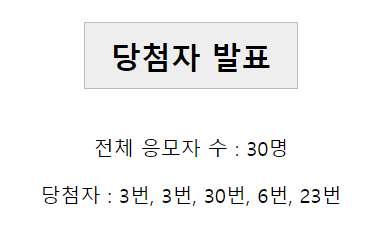 당첨자 발표
전체 응모자 수 : 30명
당첨자 : 3번, 3번, 30번, 6번, 23번